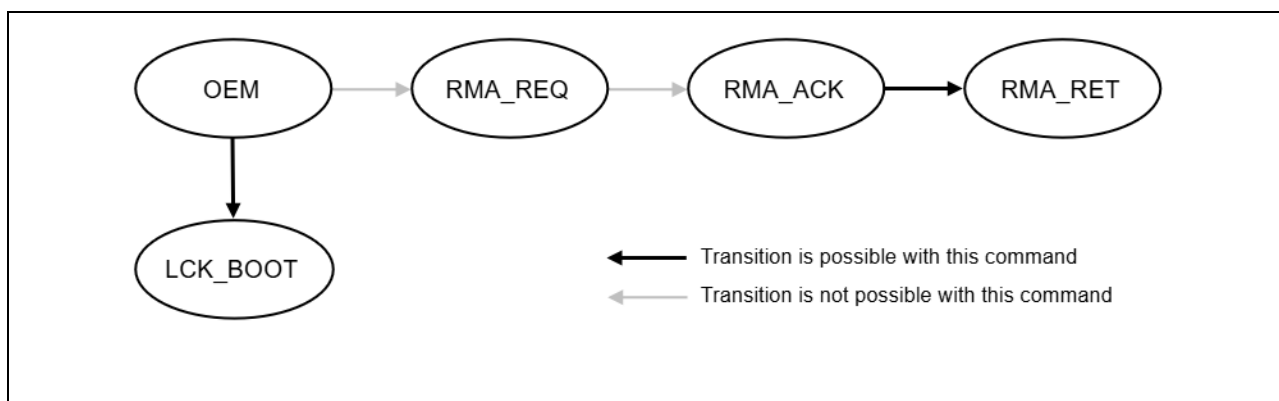 OEM
RMA_REQ
RMA_ACK
RMA_RET
LCK_BOOT
Transition is possible with this command
Transition is not possible with this command